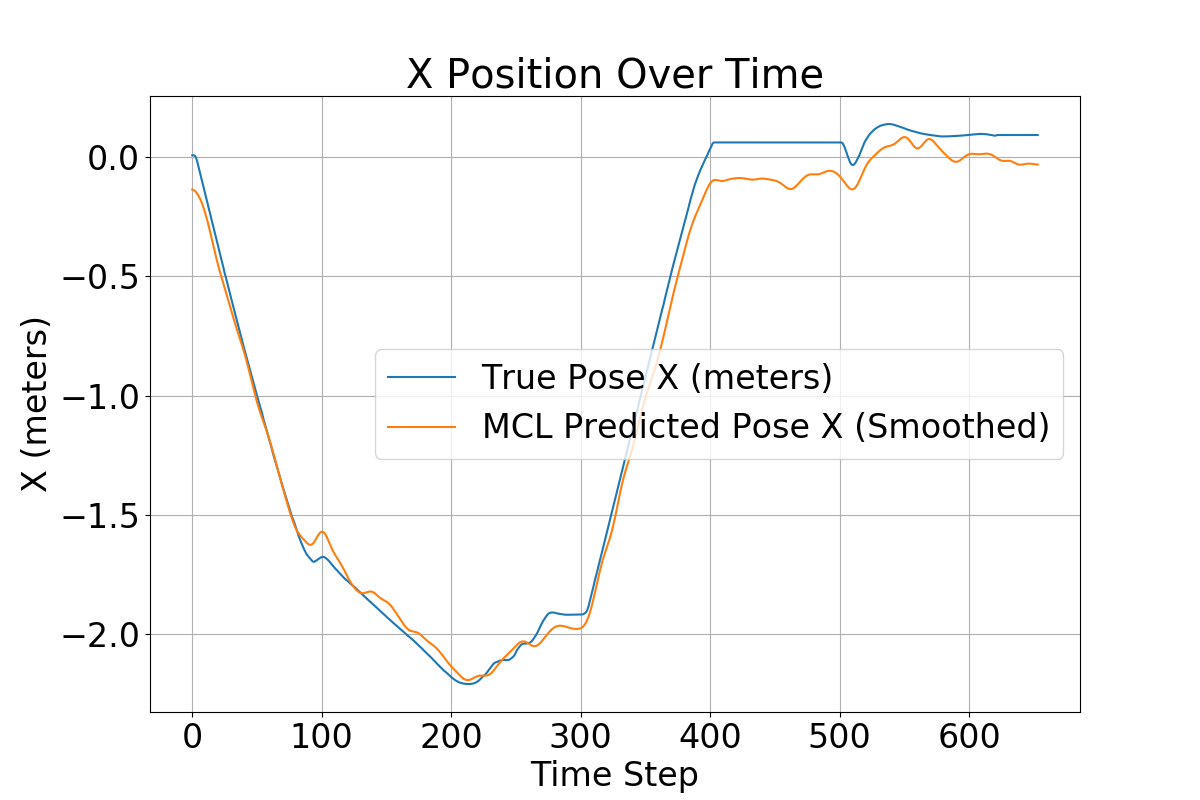 X Position Over Time
0.0
−0.5
−1.0
−1.5
−2.0
X (meters)
True Pose X (meters)
MCL Predicted Pose X (Smoothed)
0 100 200 300 400 500 600
Time Step